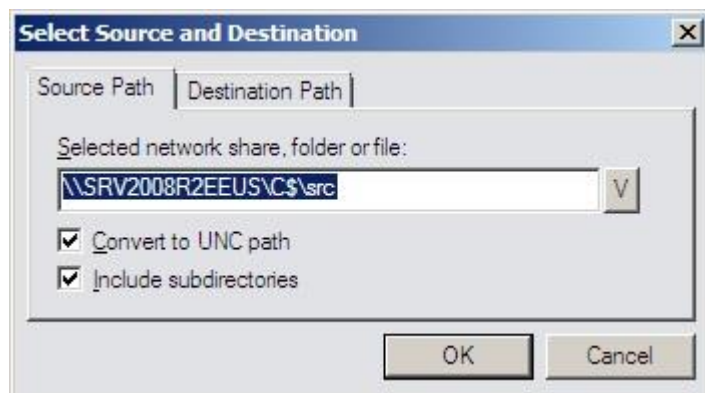 Select Source and Destination
Source Path Destination Path
Selected network share, folder or file:
\\SRV2008R2EEUS\C$\src V
Convert to UNC path
Include subdirectories
OK Cancel